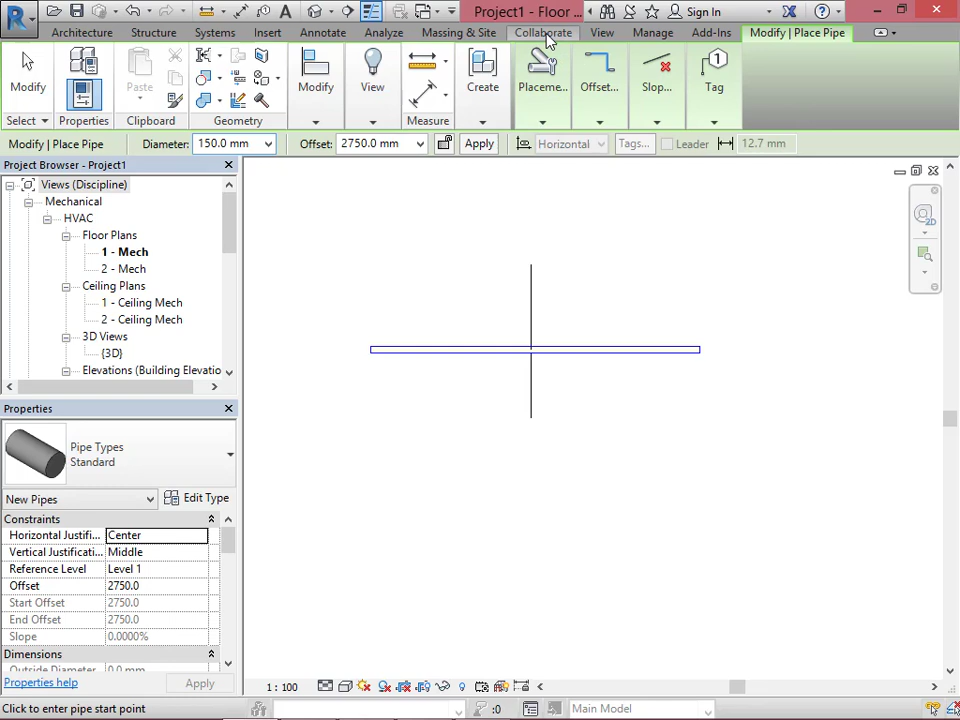 Project1 - Floor ...
Sign In
Architecture Structure Systems Insert Annotate Analyze Massing & Site Collaborate View Manage Add-Ins Modify | Place Pipe
Modify Paste Modify View Create Placeme... Offset... Slop... Tag
Select Properties Clipboard Geometry Measure
Modify | Place Pipe Diameter: 150.0 mm Offset: 2750.0 mm Apply Horizontal Tags... Leader 12.7 mm
Project Browser - Project1
Views (Discipline)
Mechanical
HVAC
Floor Plans
1 - Mech
2 - Mech
Ceiling Plans
1 - Ceiling Mech
2 - Ceiling Mech
3D Views
{3D}
Elevations (Building Elevatio
Properties
Pipe Types
Standard
New Pipes Edit Type
Constraints
Horizontal Justifi... Center
Vertical Justificati... Middle
Reference Level Level 1
Offset 2750.0
Start Offset 2750.0
End Offset 2750.0
Slope 0.0000%
Dimensions
Outside Diameter 0.0 mm
Properties help Apply
1 : 100
Click to enter pipe start point
:0
Main Model
2D